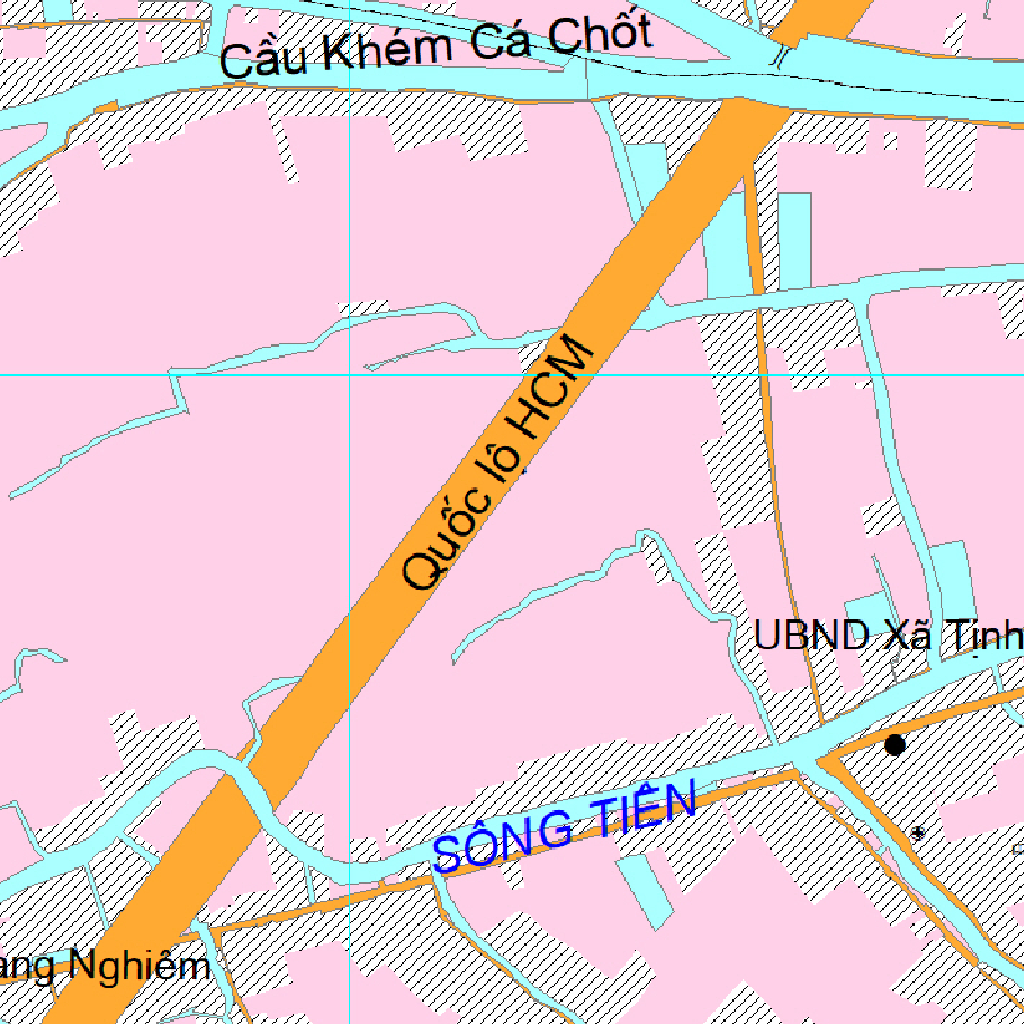 Cầu Khém Cá Chốt
Quốc lộ HCM
UBND Xã Tịnh
SÔNG TIỀN
ang Nghiêm